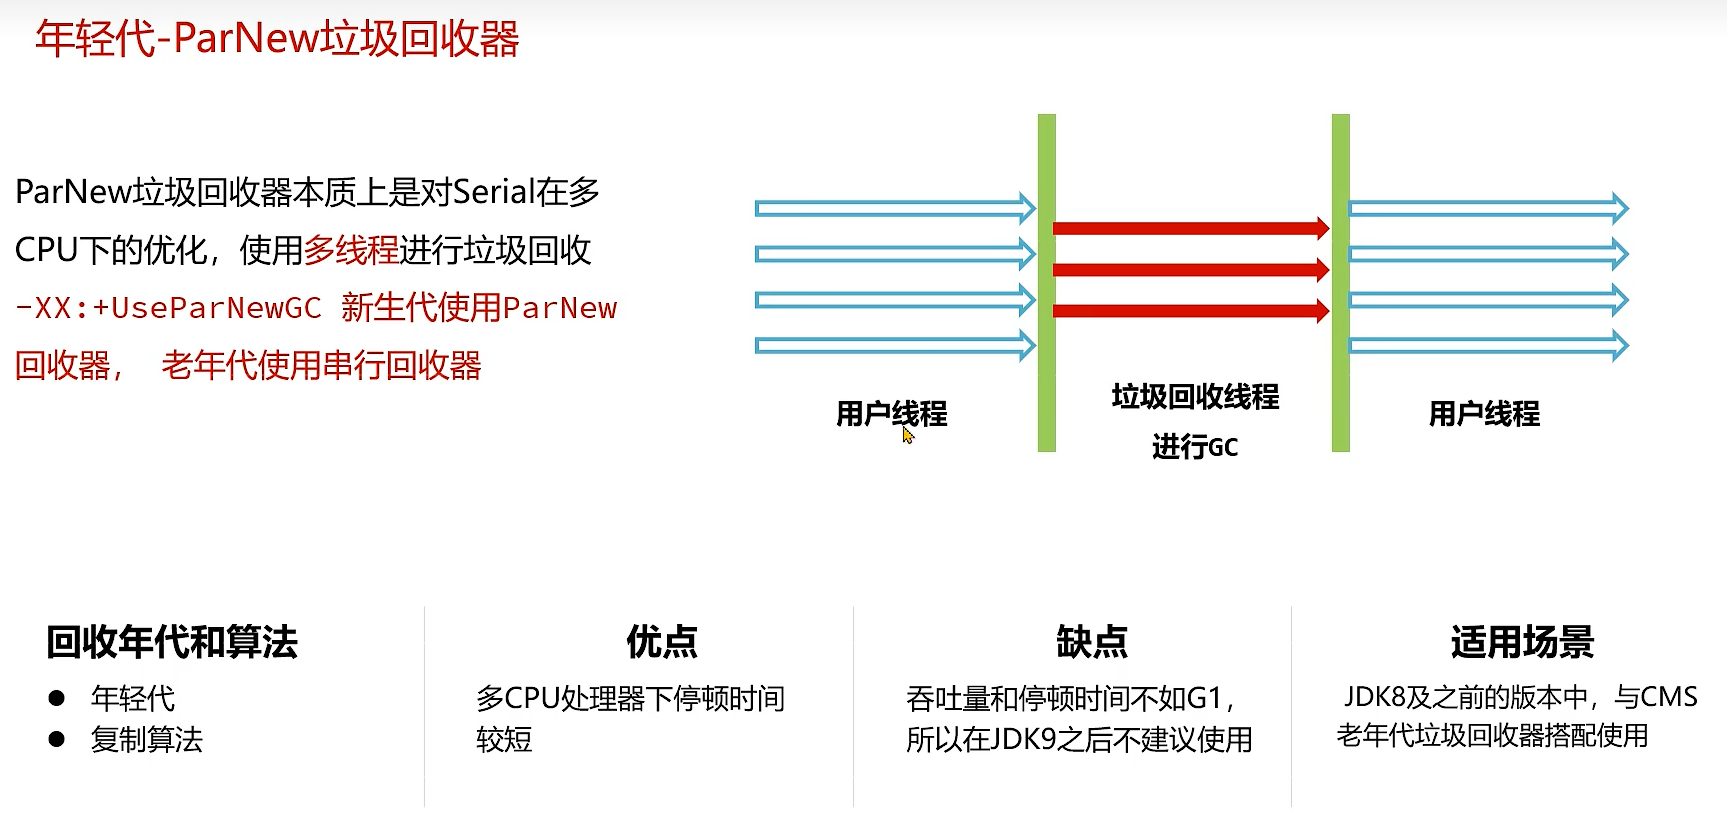 年轻代-ParNew垃圾回收器
ParNew垃圾回收器本质上是对Serial在多
CPU下的优化，使用多线程进行垃圾回收
-XX:+UseParNewGC 新生代使用ParNew
回收器， 老年代使用串行回收器
用户线程
垃圾回收线程
进行GC
用户线程
回收年代和算法
● 年轻代
● 复制算法
优点
多CPU处理器下停顿时间
较短
缺点
吞吐量和停顿时间不如G1，
所以在JDK9之后不建议使用
适用场景
JDK8及之前的版本中，与CMS
老年代垃圾回收器搭配使用